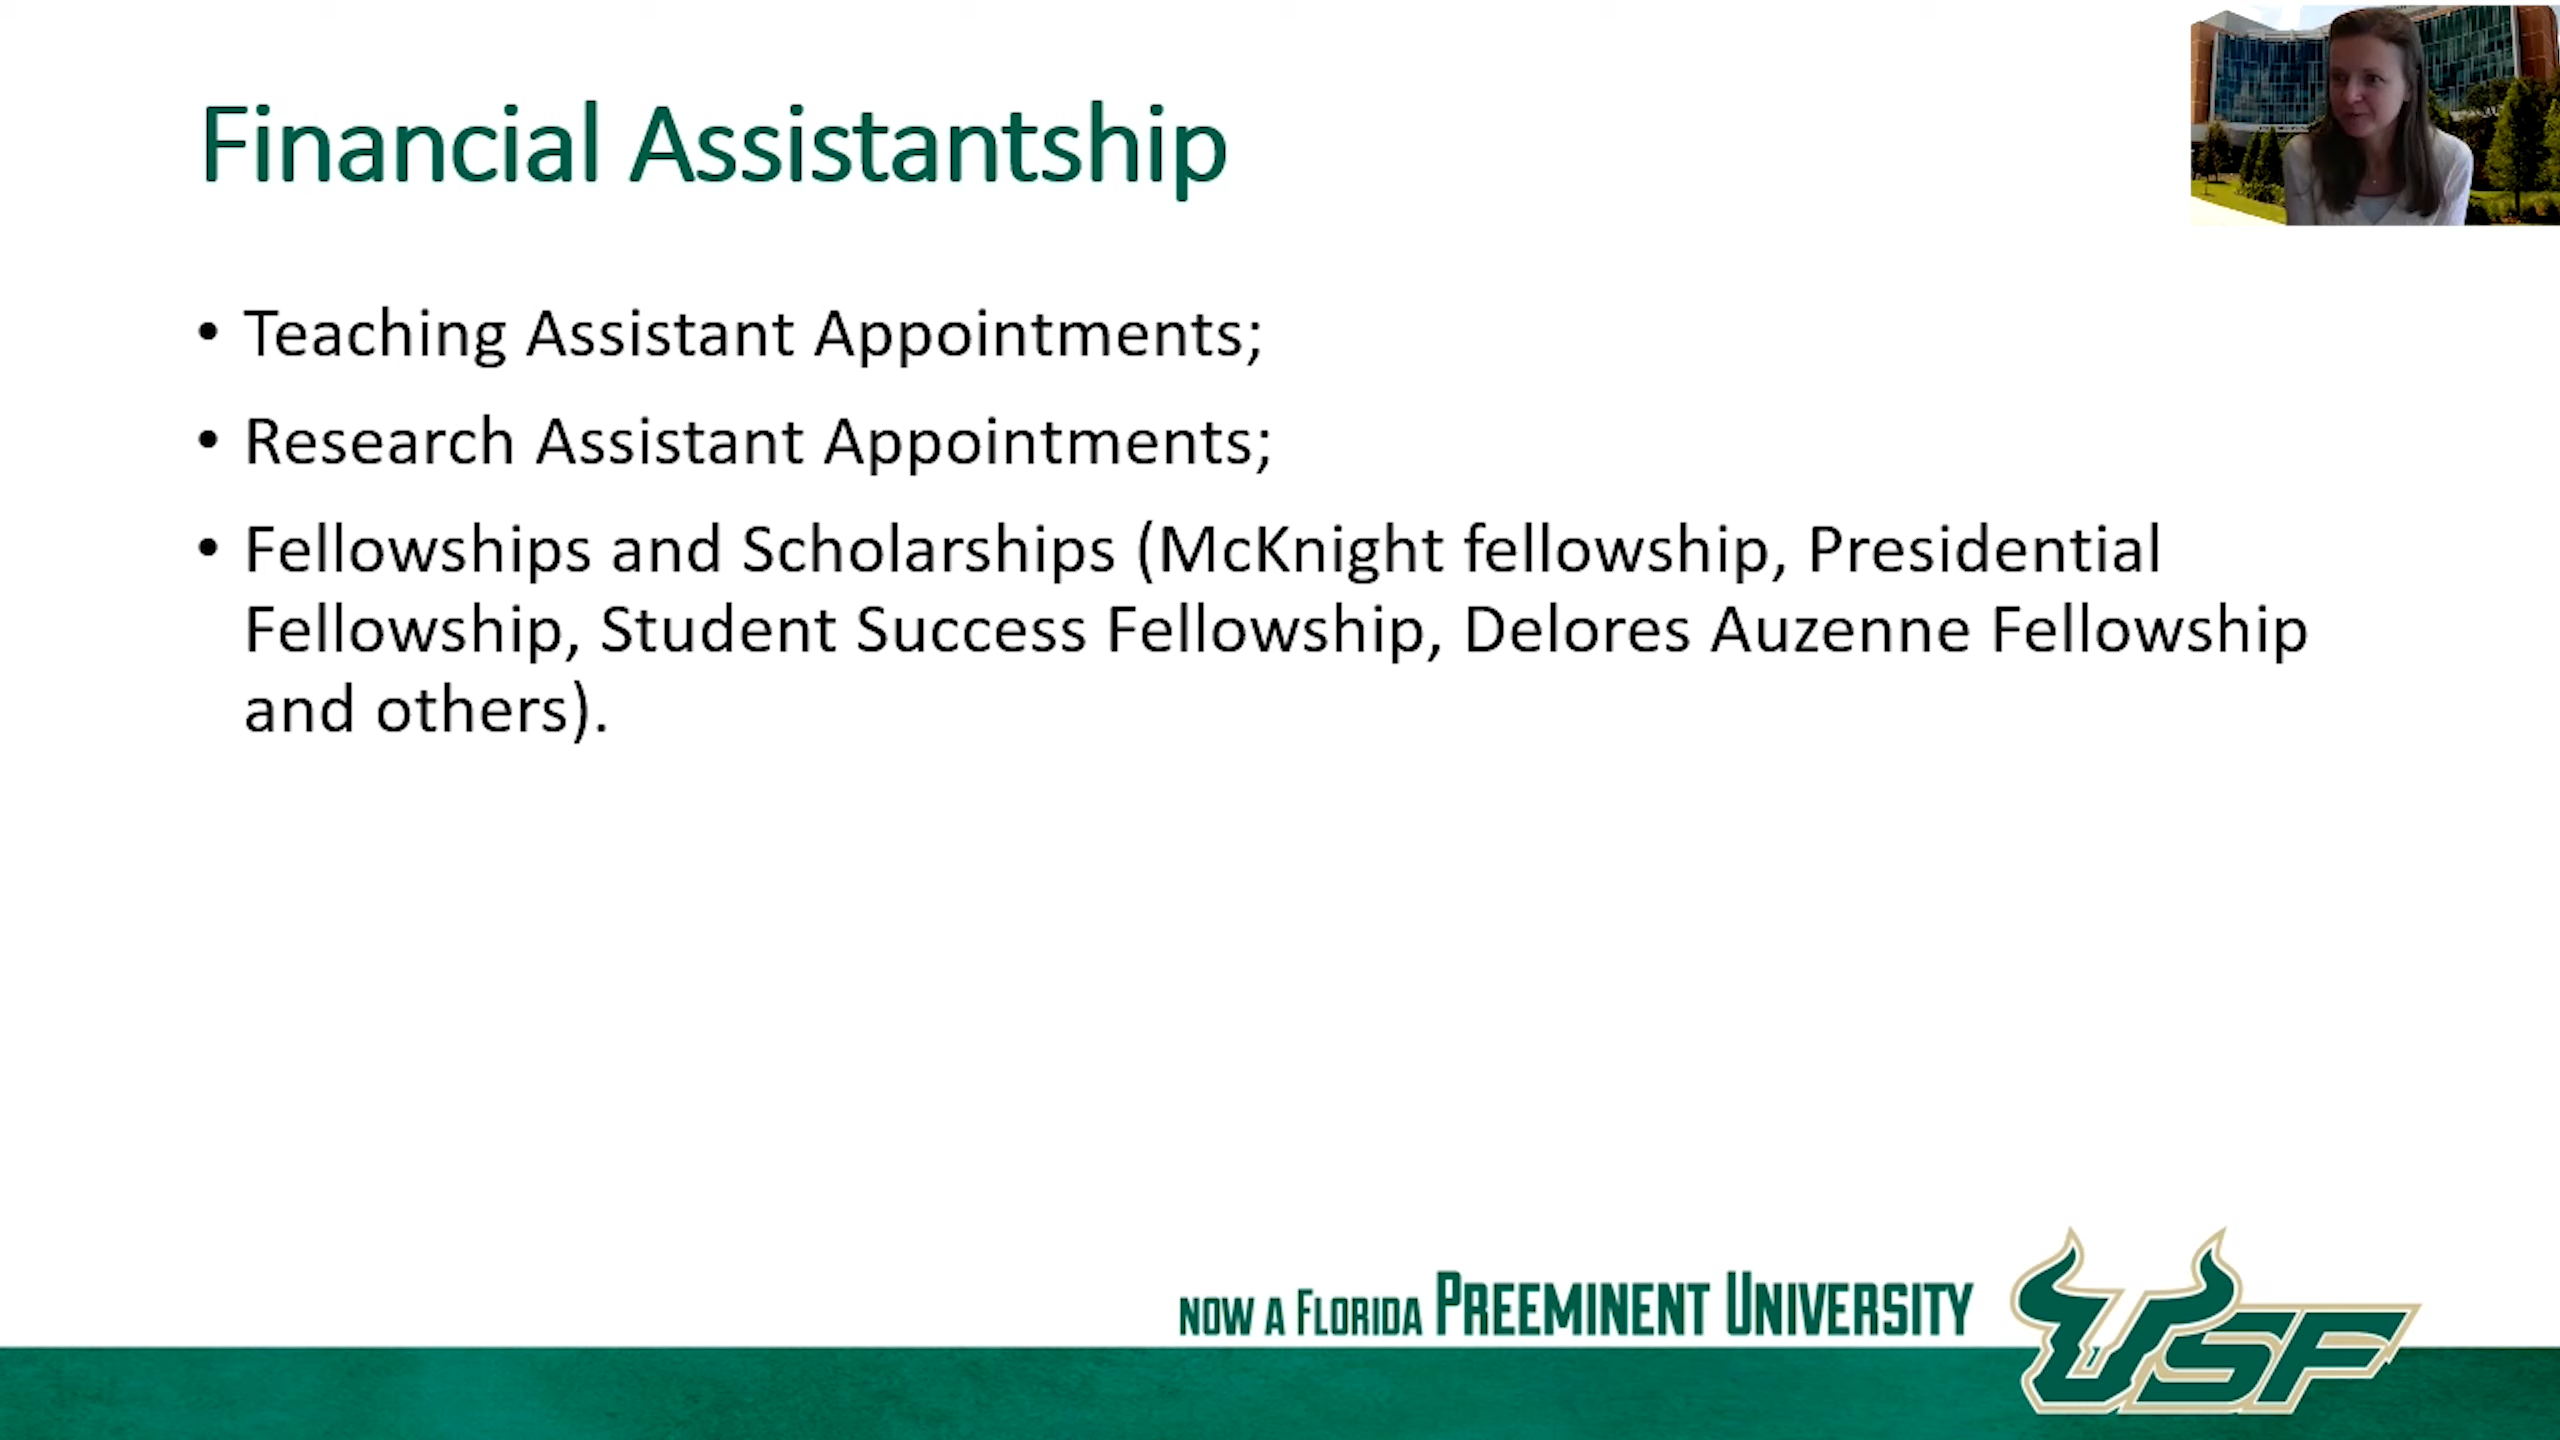 Financial Assistantship
• Teaching Assistant Appointments;
• Research Assistant Appointments;
• Fellowships and Scholarships (McKnight fellowship, Presidential
Fellowship, Student Success Fellowship, Delores Auzenne Fellowship
and others).
NOW A FLORIDA PREEMINENT UNIVERSITY
USF